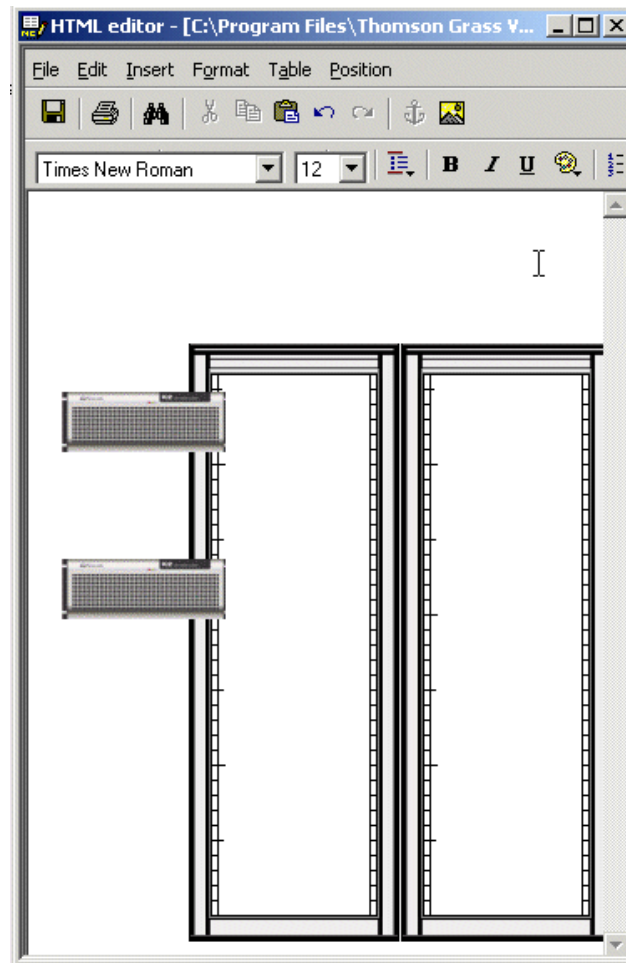 HTML editor - [C:\Program Files\Thomson Grass V...
File Edit Insert Format Table Position
Times New Roman 12 B I U